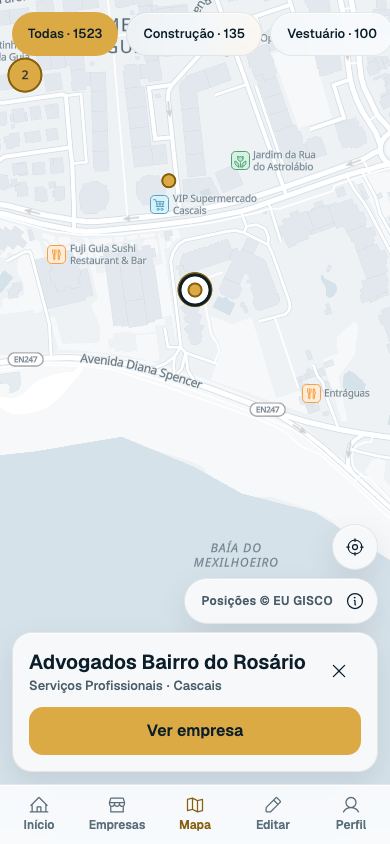 Todas · 1523
Construção · 135
Vestuário · 100
2
Jardim da Rua
do Astrolábio
VIP Supermercado
Cascais
Fuji Guia Sushi
Restaurant & Bar
EN247
Avenida Diana Spencer
Entráguas
EN247
BAÍA DO
MEXILHOEIRO
Posições © EU GISCO
Advogados Bairro do Rosário
Serviços Profissionais · Cascais
Ver empresa
Início
Empresas
Mapa
Editar
Perfil